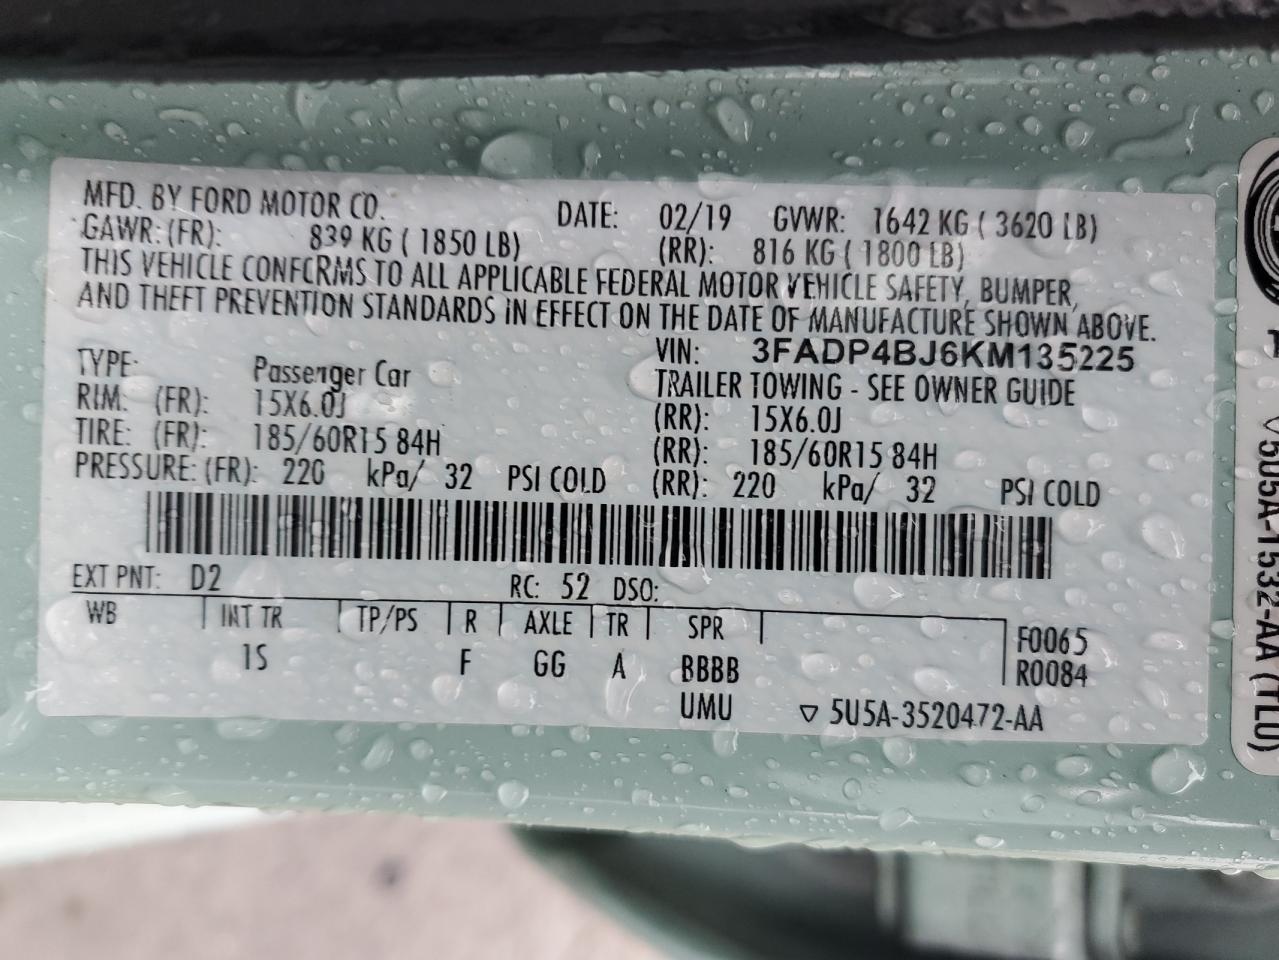 MFD. BY FORD MOTOR CO.
DATE: 02/19 GVWR: 1642 KG ( 3620 LB)
GAWR: (FR): 839 KG ( 1850 LB) (RR): 816 KG ( 1800 LB)
THIS VEHICLE CONFORMS TO ALL APPLICABLE FEDERAL MOTOR VEHICLE SAFETY, BUMPER,
AND THEFT PREVENTION STANDARDS IN EFFECT ON THE DATE OF MANUFACTURE SHOWN ABOVE.
VIN: 3FADP4BJ6KM135225
TYPE: Passenger Car TRAILER TOWING - SEE OWNER GUIDE
RIM: (FR): 15X6.0J (RR): 15X6.0J
TIRE: (FR): 185/60R15 84H (RR): 185/60R15 84H
PRESSURE: (FR): 220 kPa/ 32 PSI COLD (RR): 220 kPa/ 32 PSI COLD
EXT PNT: D2 RC: 52 DSO:
WB INT TR TP/PS R AXLE TR SPR F0065
1S F GG A BBBB R0084
UMU ▽ 5U5A-3520472-AA
▽5U5A-1532-AA (TLU)